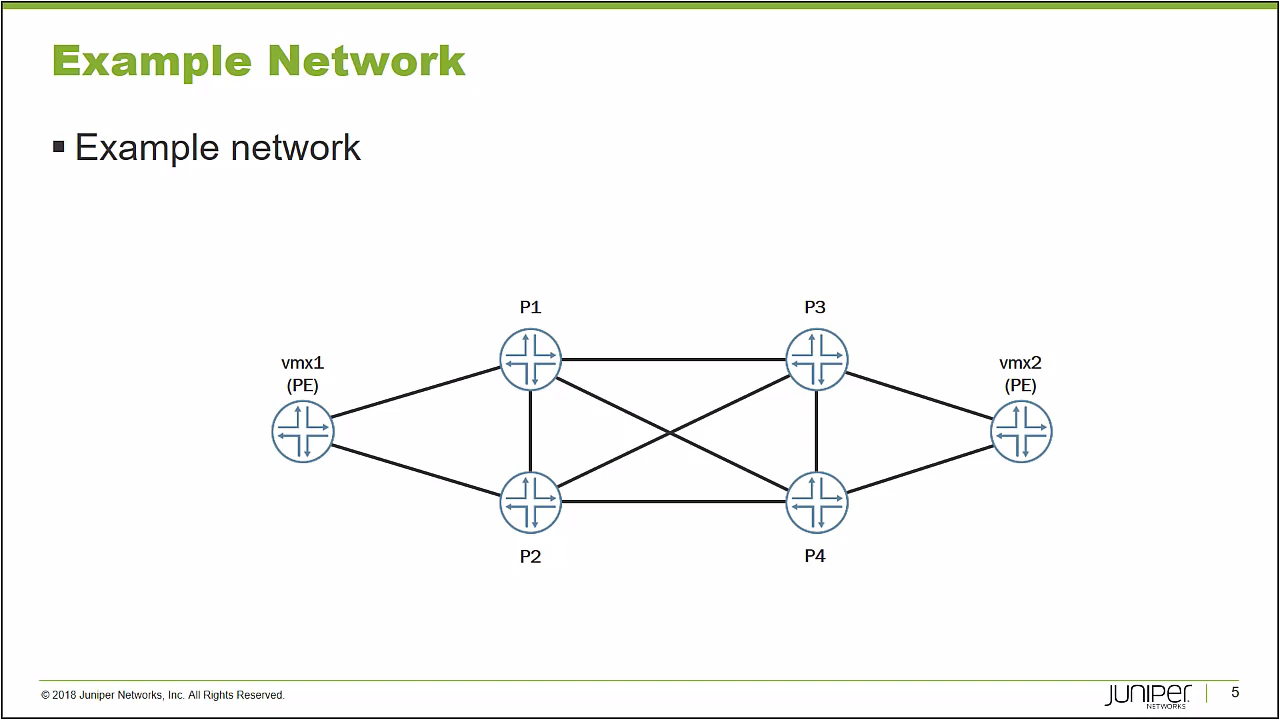 Example Network
▪ Example network
P1
P3
vmx1
(PE)
vmx2
(PE)
P2
P4
© 2018 Juniper Networks, Inc. All Rights Reserved.
JUNIPER
NETWORKS
5